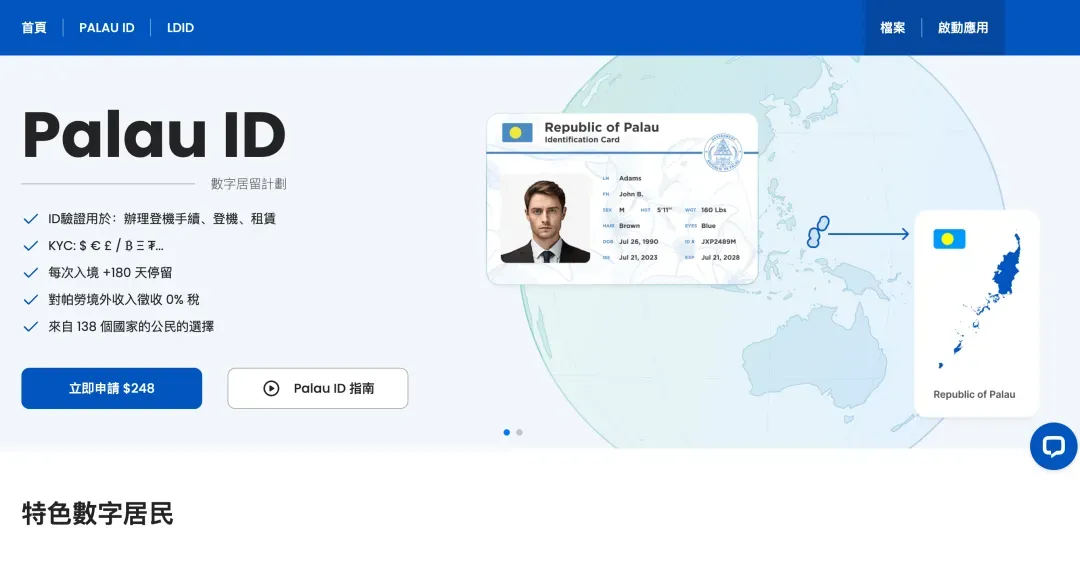 首頁
PALAU ID
LDID
檔案
啟動應用
Palau ID
數字居留計劃
ID驗證用於：辦理登機手續、登機、租賃
KYC: $ € £ / ₿ Ξ ₮...
每次入境 +180 天停留
對帕勞境外收入徵收 0% 稅
來自 138 個國家的公民的選擇
立即申請 $248
Palau ID 指南
Republic of Palau
Identification Card
LN Adams
FN John B.
SEX M HGT 5'11" WGT 160 Lbs
HAIR Brown EYES Blue
DOB Jul 26, 1990 ID # JXP2489M
ISS Jul 21, 2023 EXP Jul 21, 2028
Republic of Palau
特色數字居民